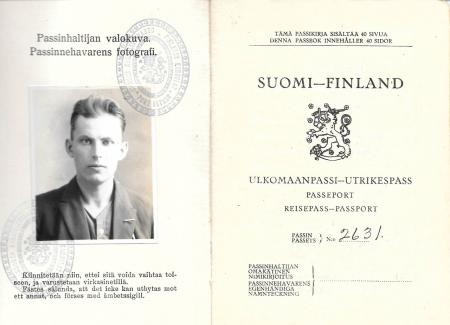 Passinhaltijan valokuva.
Passinnehavarens fotografi.
Kiinnitetään niin, ettei sitä voida vaihtaa toi-
seen, ja varustetaan virkasinetillä.
Fästes sålunda, att det icke kan utbytas mot
ett annat, och förses med ämbetssigill.
TÄMÄ PASSIKIRJA SISÄLTÄÄ 40 SIVUA
DENNA PASSBOK INNEHÅLLER 40 SIDOR
SUOMI—FINLAND
ULKOMAANPASSI—UTRIKESPASS
PASSEPORT
REISEPASS—PASSPORT
PASSIN
PASSETS
N:o 2631.
PASSINHALTIJAN
OMAKÄTINEN
NIMIKIRJOITUS
PASSINNEHAVARENS
EGENHÄNDIGA
NAMNTECKNING